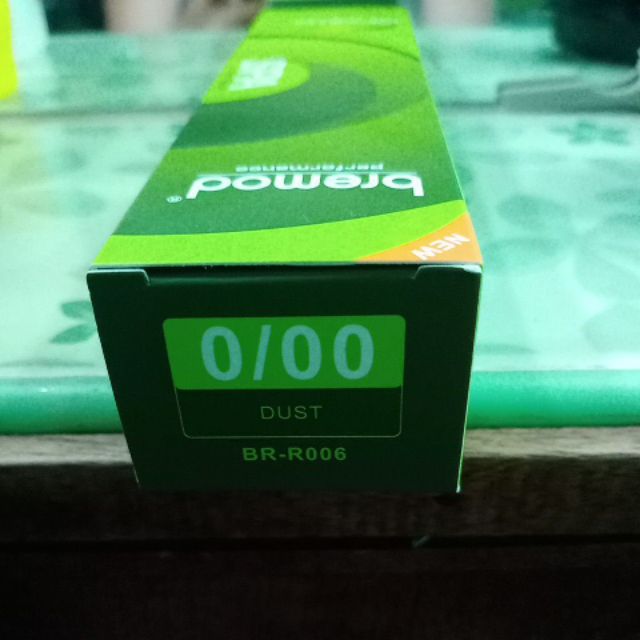 bremod®
performance
NEW
0/00
DUST
BR-R006